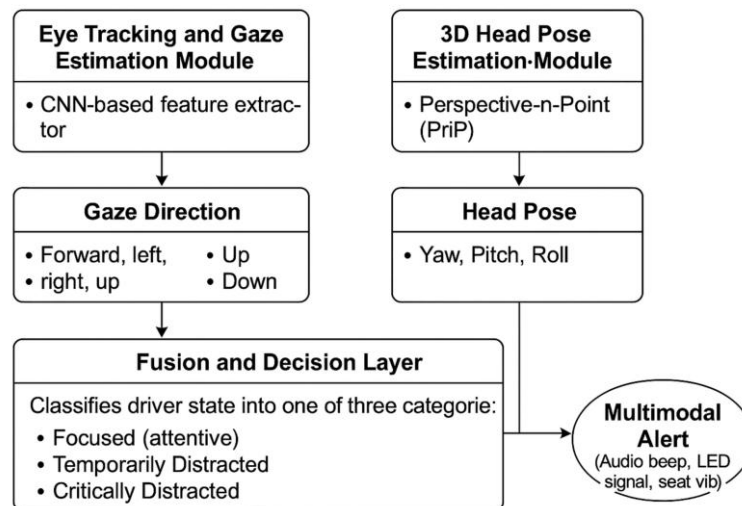 Eye Tracking and Gaze
Estimation Module
• CNN-based feature extrac-
tor
3D Head Pose
Estimation·Module
• Perspective-n-Point
(PriP)
Gaze Direction
• Forward, left,
• right, up
• Up
• Down
Head Pose
• Yaw, Pitch, Roll
Fusion and Decision Layer
Classifies driver state into one of three categorie:
• Focused (attentive)
• Temporarily Distracted
• Critically Distracted
Multimodal
Alert
(Audio beep, LED
signal, seat vib)